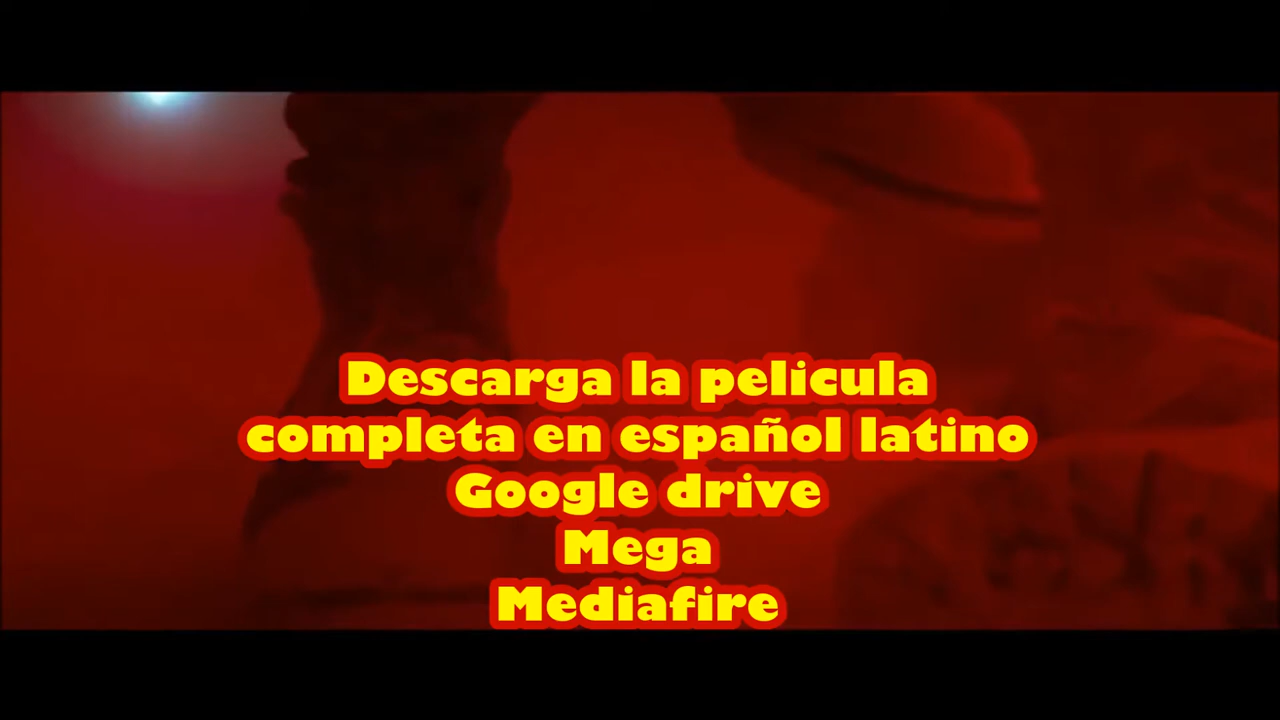 Descarga la pelicula
completa en español latino
Google drive
Mega
Mediafire